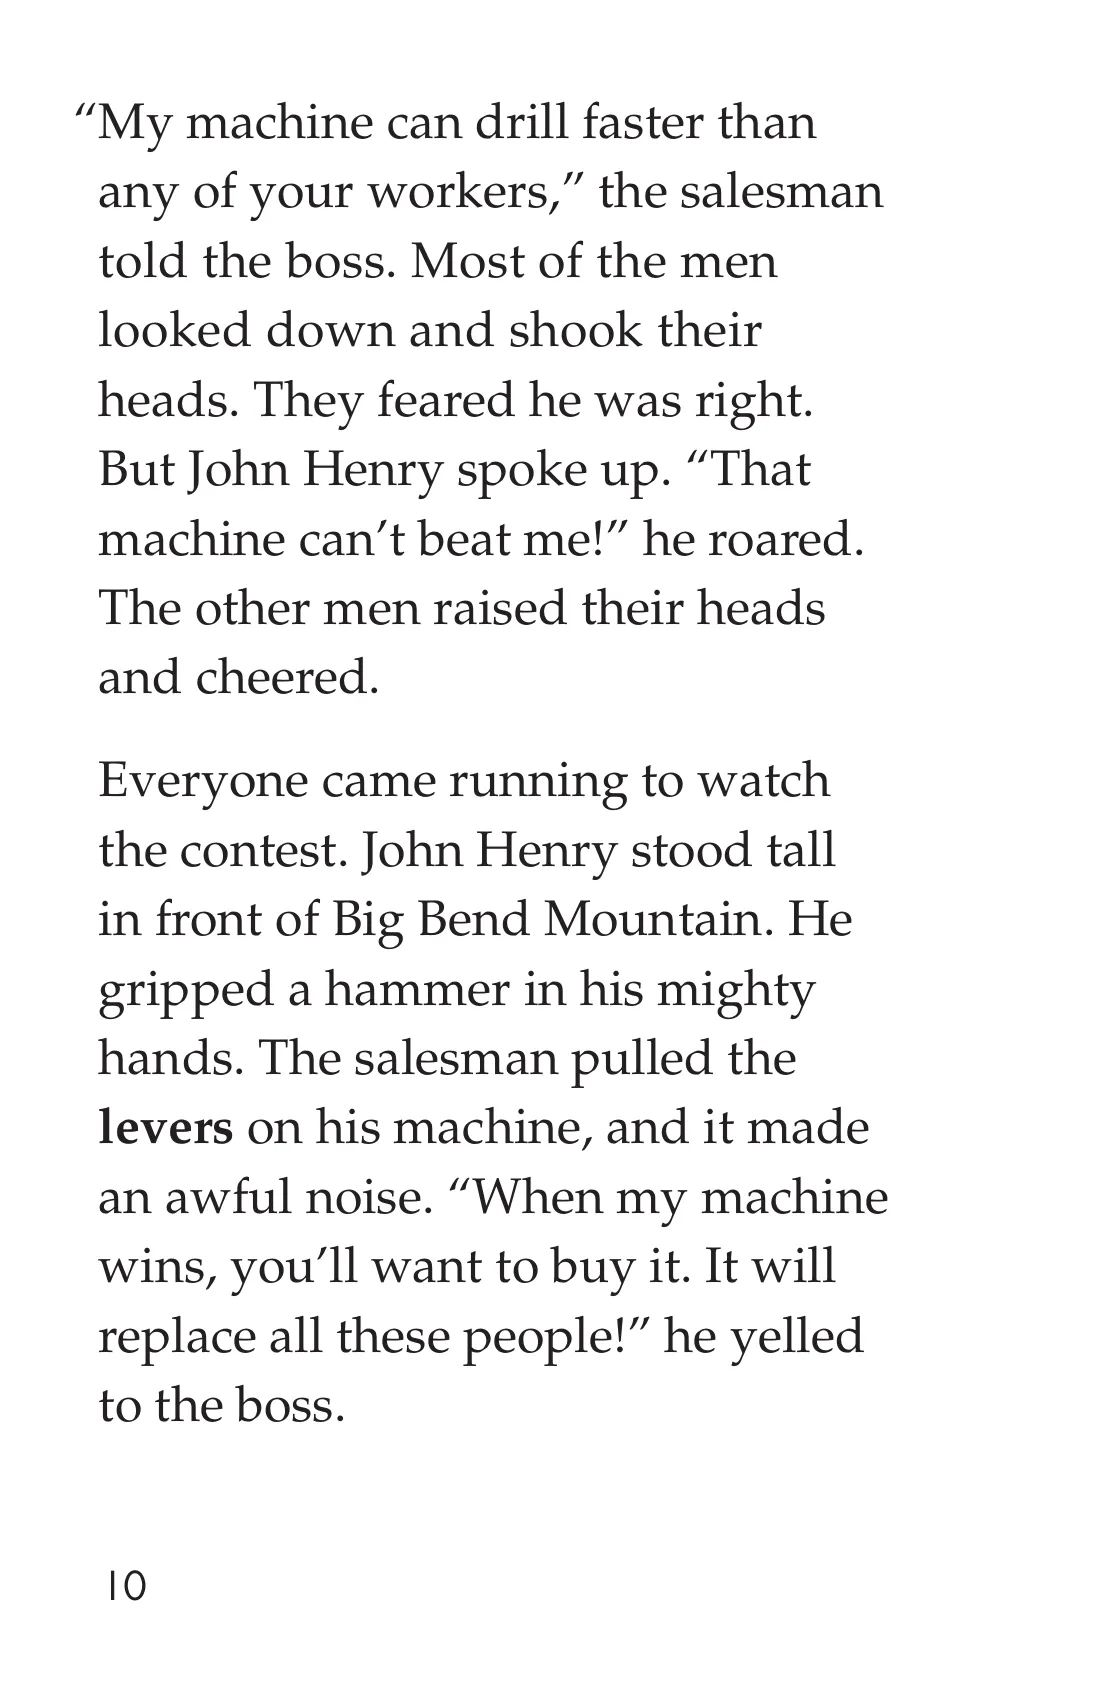 “My machine can drill faster than
any of your workers,” the salesman
told the boss. Most of the men
looked down and shook their
heads. They feared he was right.
But John Henry spoke up. “That
machine can’t beat me!” he roared.
The other men raised their heads
and cheered.
Everyone came running to watch
the contest. John Henry stood tall
in front of Big Bend Mountain. He
gripped a hammer in his mighty
hands. The salesman pulled the
levers on his machine, and it made
an awful noise. “When my machine
wins, you’ll want to buy it. It will
replace all these people!” he yelled
to the boss.
10